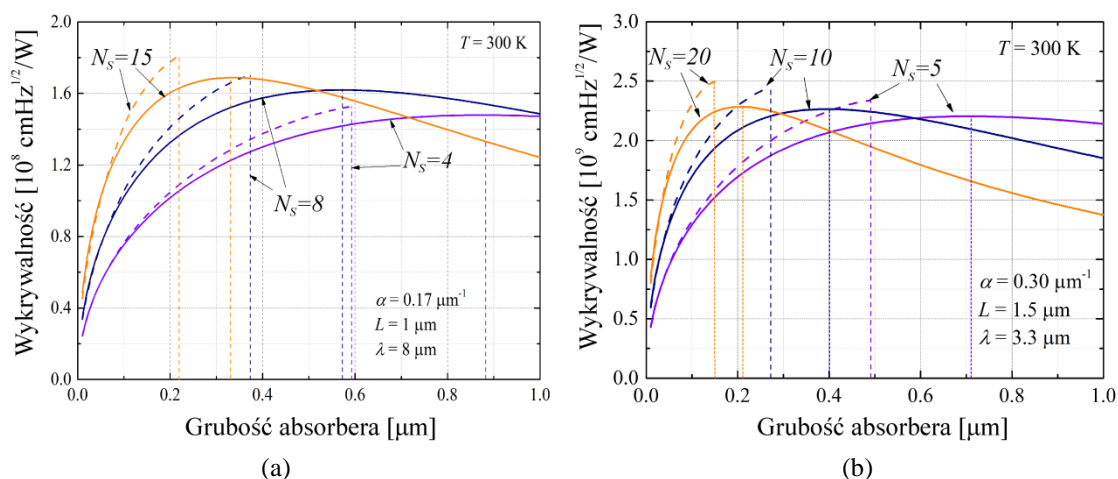 Wykrywalność [10⁸ cmHz¹/²/W]
2.0
1.6
1.2
0.8
0.4
0.0
N_S=15
T = 300 K
N_S=4
N_S=8
α = 0.17 μm⁻¹
L = 1 μm
λ = 8 μm
0.0 0.2 0.4 0.6 0.8 1.0
Grubość absorbera [μm]
(a)
Wykrywalność [10⁹ cmHz¹/²/W]
3.0
2.5
2.0
1.5
1.0
0.5
0.0
N_S=20
N_S=10
N_S=5
T = 300 K
α = 0.30 μm⁻¹
L = 1.5 μm
λ = 3.3 μm
0.0 0.2 0.4 0.6 0.8 1.0
Grubość absorbera [μm]
(b)